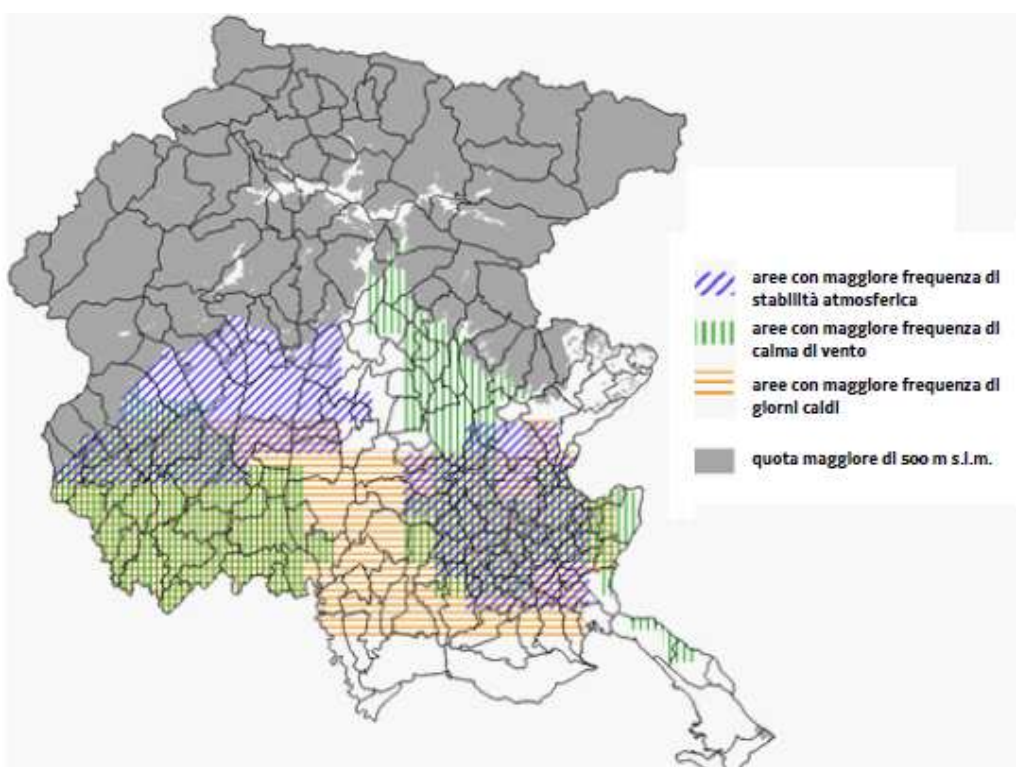 aree con maggiore frequenza di
stabilità atmosferica
aree con maggiore frequenza di
calma di vento
aree con maggiore frequenza di
giorni caldi
quota maggiore di 500 m s.l.m.